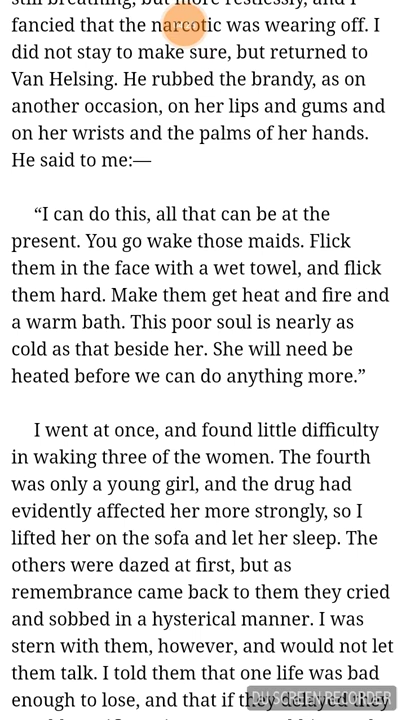 still breathing, but more restlessly, and I
fancied that the narcotic was wearing off. I
did not stay to make sure, but returned to
Van Helsing. He rubbed the brandy, as on
another occasion, on her lips and gums and
on her wrists and the palms of her hands.
He said to me:—
“I can do this, all that can be at the
present. You go wake those maids. Flick
them in the face with a wet towel, and flick
them hard. Make them get heat and fire and
a warm bath. This poor soul is nearly as
cold as that beside her. She will need be
heated before we can do anything more.”
I went at once, and found little difficulty
in waking three of the women. The fourth
was only a young girl, and the drug had
evidently affected her more strongly, so I
lifted her on the sofa and let her sleep. The
others were dazed at first, but as
remembrance came back to them they cried
and sobbed in a hysterical manner. I was
stern with them, however, and would not let
them talk. I told them that one life was bad
enough to lose, and that if they delayed they
DU SCREEN RECORDER